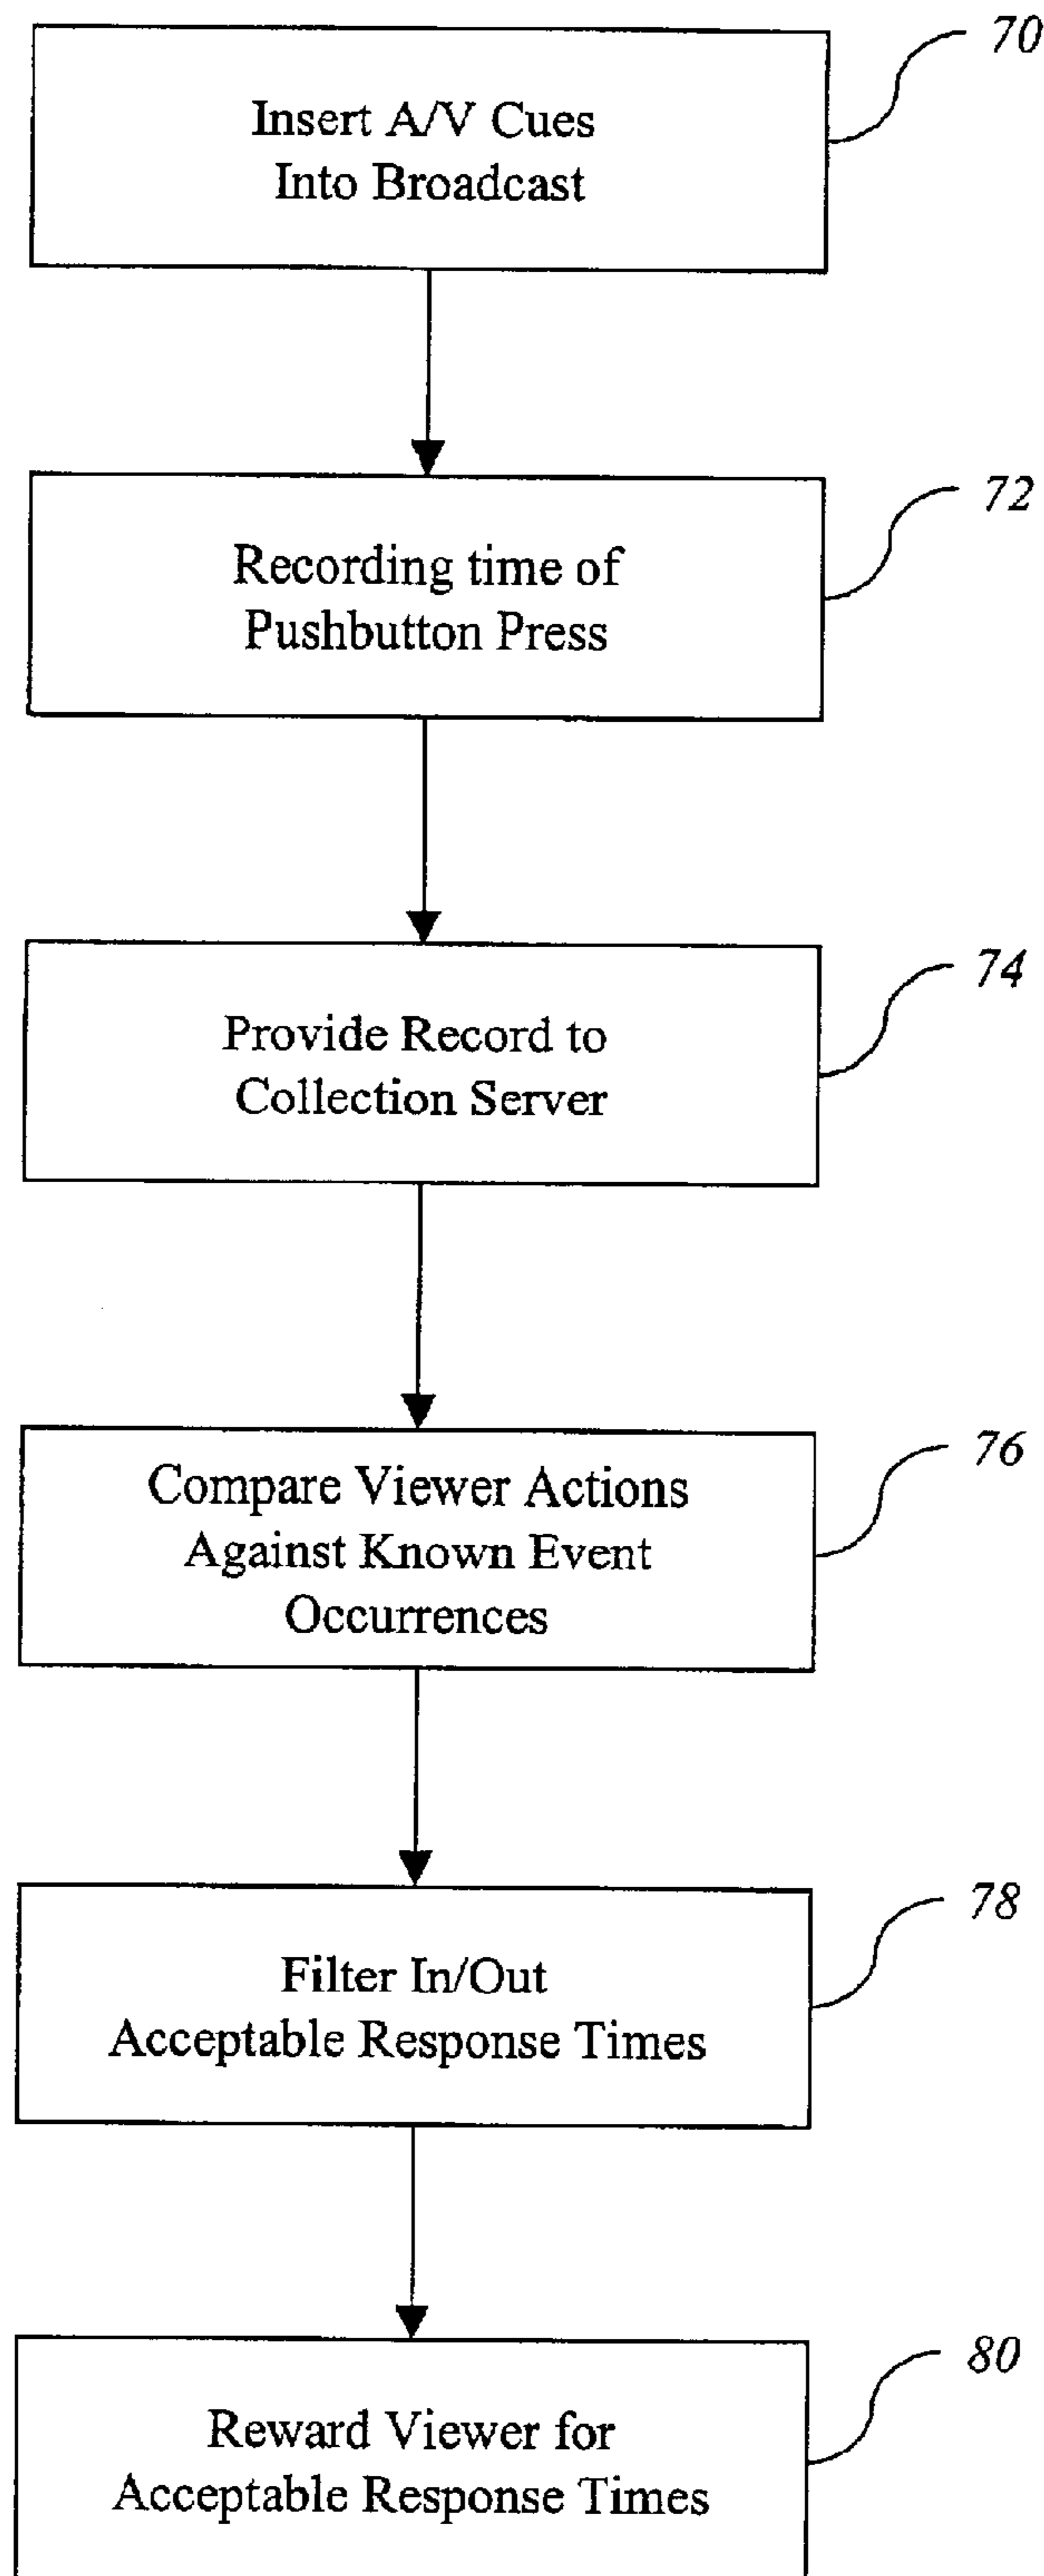 70
Insert A/V Cues
Into Broadcast
72
Recording time of
Pushbutton Press
74
Provide Record to
Collection Server
76
Compare Viewer Actions
Against Known Event
Occurrences
78
Filter In/Out
Acceptable Response Times
80
Reward Viewer for
Acceptable Response Times